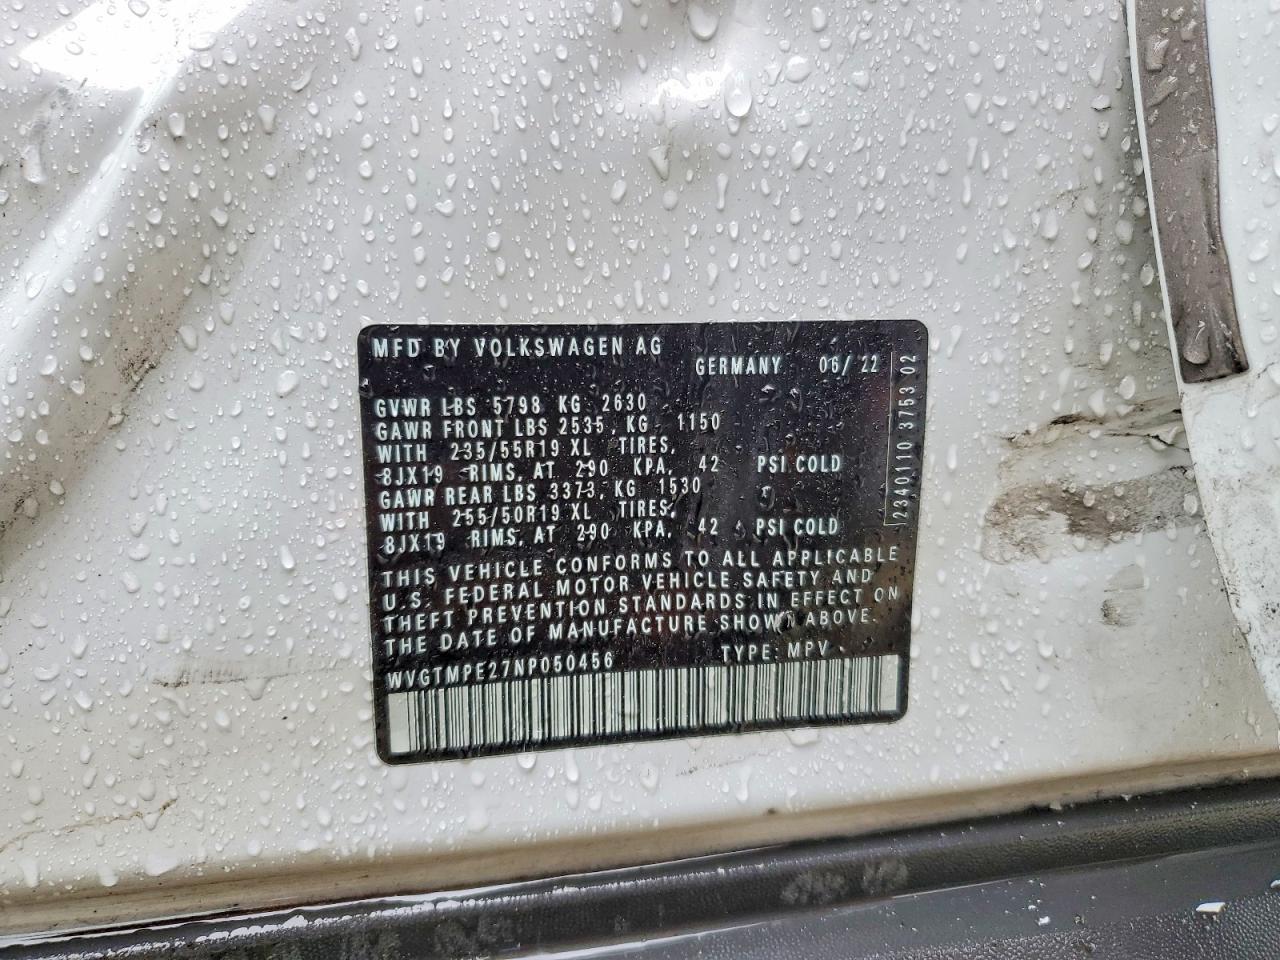 MFD BY VOLKSWAGEN AG
GERMANY 06/ 22
GVWR LBS 5798 KG 2630
GAWR FRONT LBS 2535, KG 1150
WITH 235/55R19 XL TIRES,
8JX19 RIMS, AT 290 KPA, 42 PSI COLD
GAWR REAR LBS 3373, KG 1530
WITH 255/50R19 XL TIRES,
8JX19 RIMS, AT 290 KPA, 42 PSI COLD
THIS VEHICLE CONFORMS TO ALL APPLICABLE
U.S. FEDERAL MOTOR VEHICLE SAFETY AND
THEFT PREVENTION STANDARDS IN EFFECT ON
THE DATE OF MANUFACTURE SHOWN ABOVE.
WVGTMPE27NP050456 TYPE: MPV
2340110 3753 02